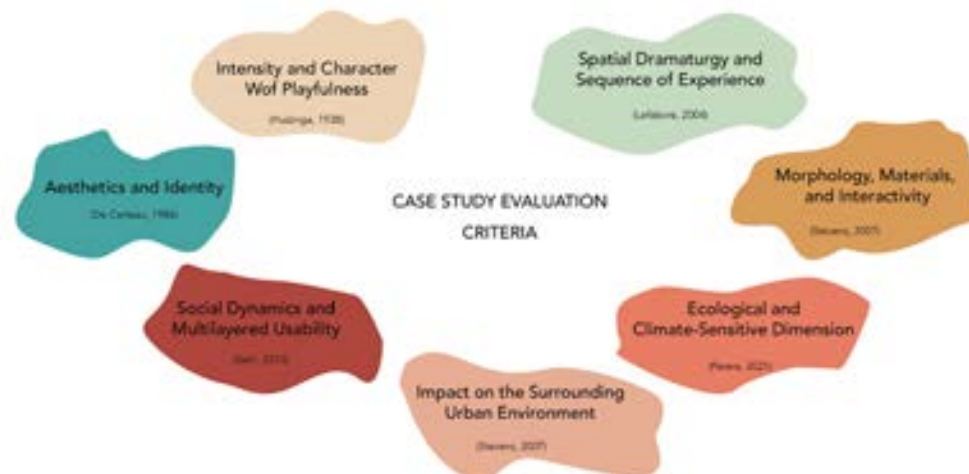 Intensity and Character
Wof Playfulness
Spatial Dramaturgy and
Sequence of Experience
(Lefebvre, 2004)
Aesthetics and Identity
(De Certeau, 1984)
CASE STUDY EVALUATION
CRITERIA
Morphology, Materials,
and Interactivity
(Stevens, 2007)
Social Dynamics and
Multilayered Usability
Ecological and
Climate-Sensitive Dimension
Impact on the Surrounding
Urban Environment
(Stevens, 2007)